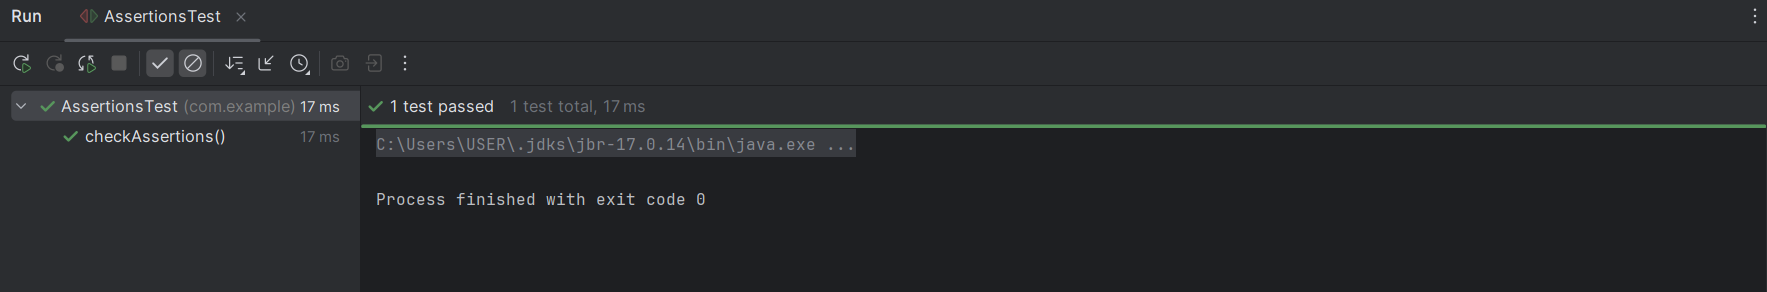 Run AssertionsTest
AssertionsTest (com.example) 17 ms
checkAssertions() 17 ms
1 test passed 1 test total, 17 ms
C:\Users\USER\.jdks\jbr-17.0.14\bin\java.exe ...
Process finished with exit code 0